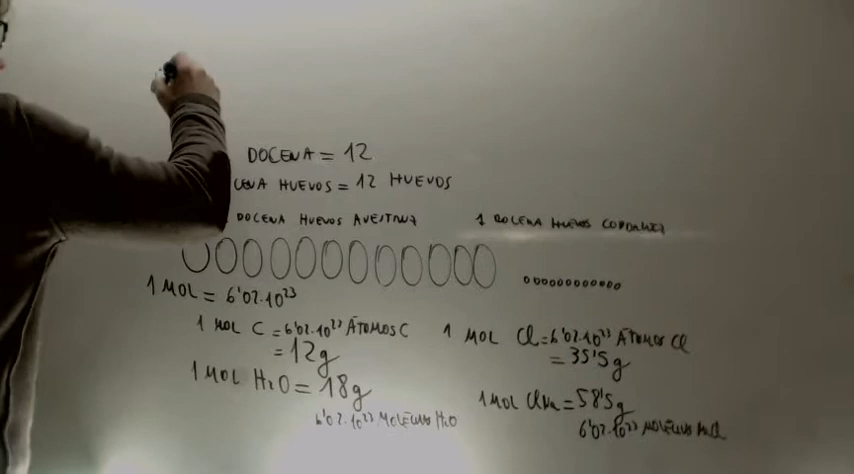 DOCENA = 12
CENA HUEVOS = 12 HUEVOS
DOCENA HUEVOS AVESTRUZ
1 DOCENA HUEVOS CODORNIZ
1 MOL = 6'02·10²³
1 MOL C = 6'02·10²³ ÁTOMOS C
= 12g
1 MOL Cl = 6'02·10²³ ÁTOMOS Cl
= 35'5g
1 MOL H₂O = 18g
6'02·10²³ MOLÉCULAS H₂O
1 MOL ClNa = 58'5g
6'02·10²³ MOLÉCULAS